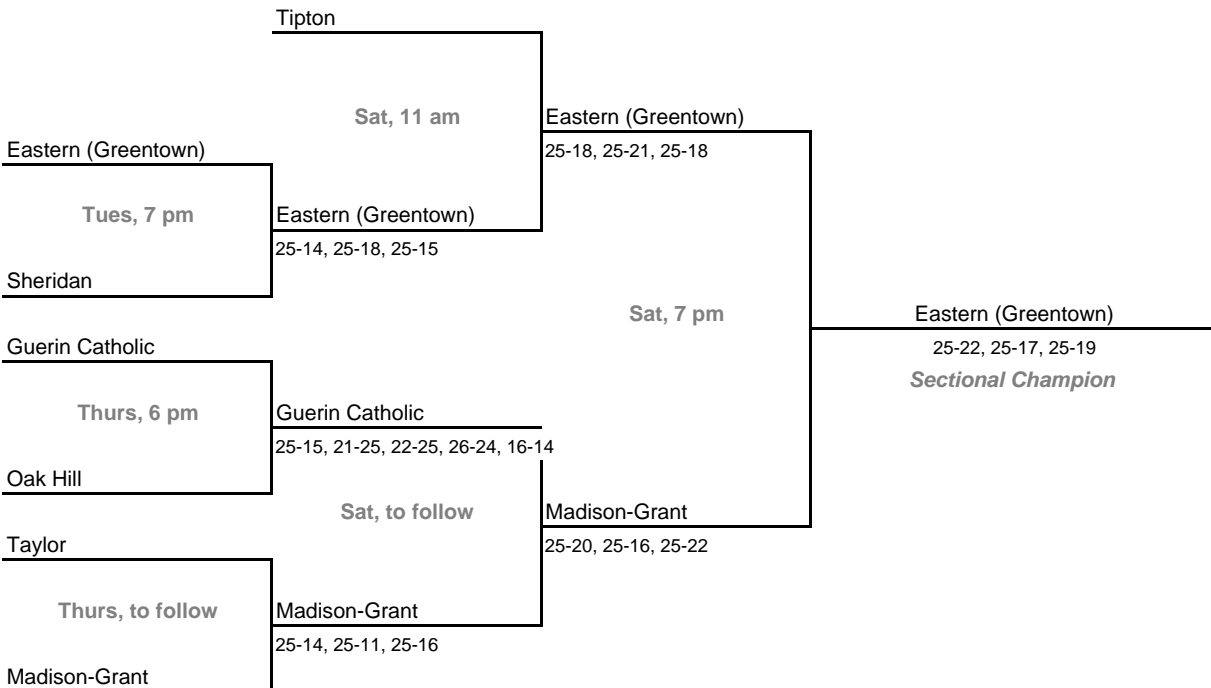 Tipton
Sat, 11 am
Eastern (Greentown)
25-18, 25-21, 25-18
Eastern (Greentown)
Tues, 7 pm
Eastern (Greentown)
25-14, 25-18, 25-15
Sheridan
Sat, 7 pm
Eastern (Greentown)
25-22, 25-17, 25-19
Sectional Champion
Guerin Catholic
Thurs, 6 pm
Guerin Catholic
25-15, 21-25, 22-25, 26-24, 16-14
Oak Hill
Sat, to follow
Madison-Grant
25-20, 25-16, 25-22
Taylor
Thurs, to follow
Madison-Grant
25-14, 25-11, 25-16
Madison-Grant